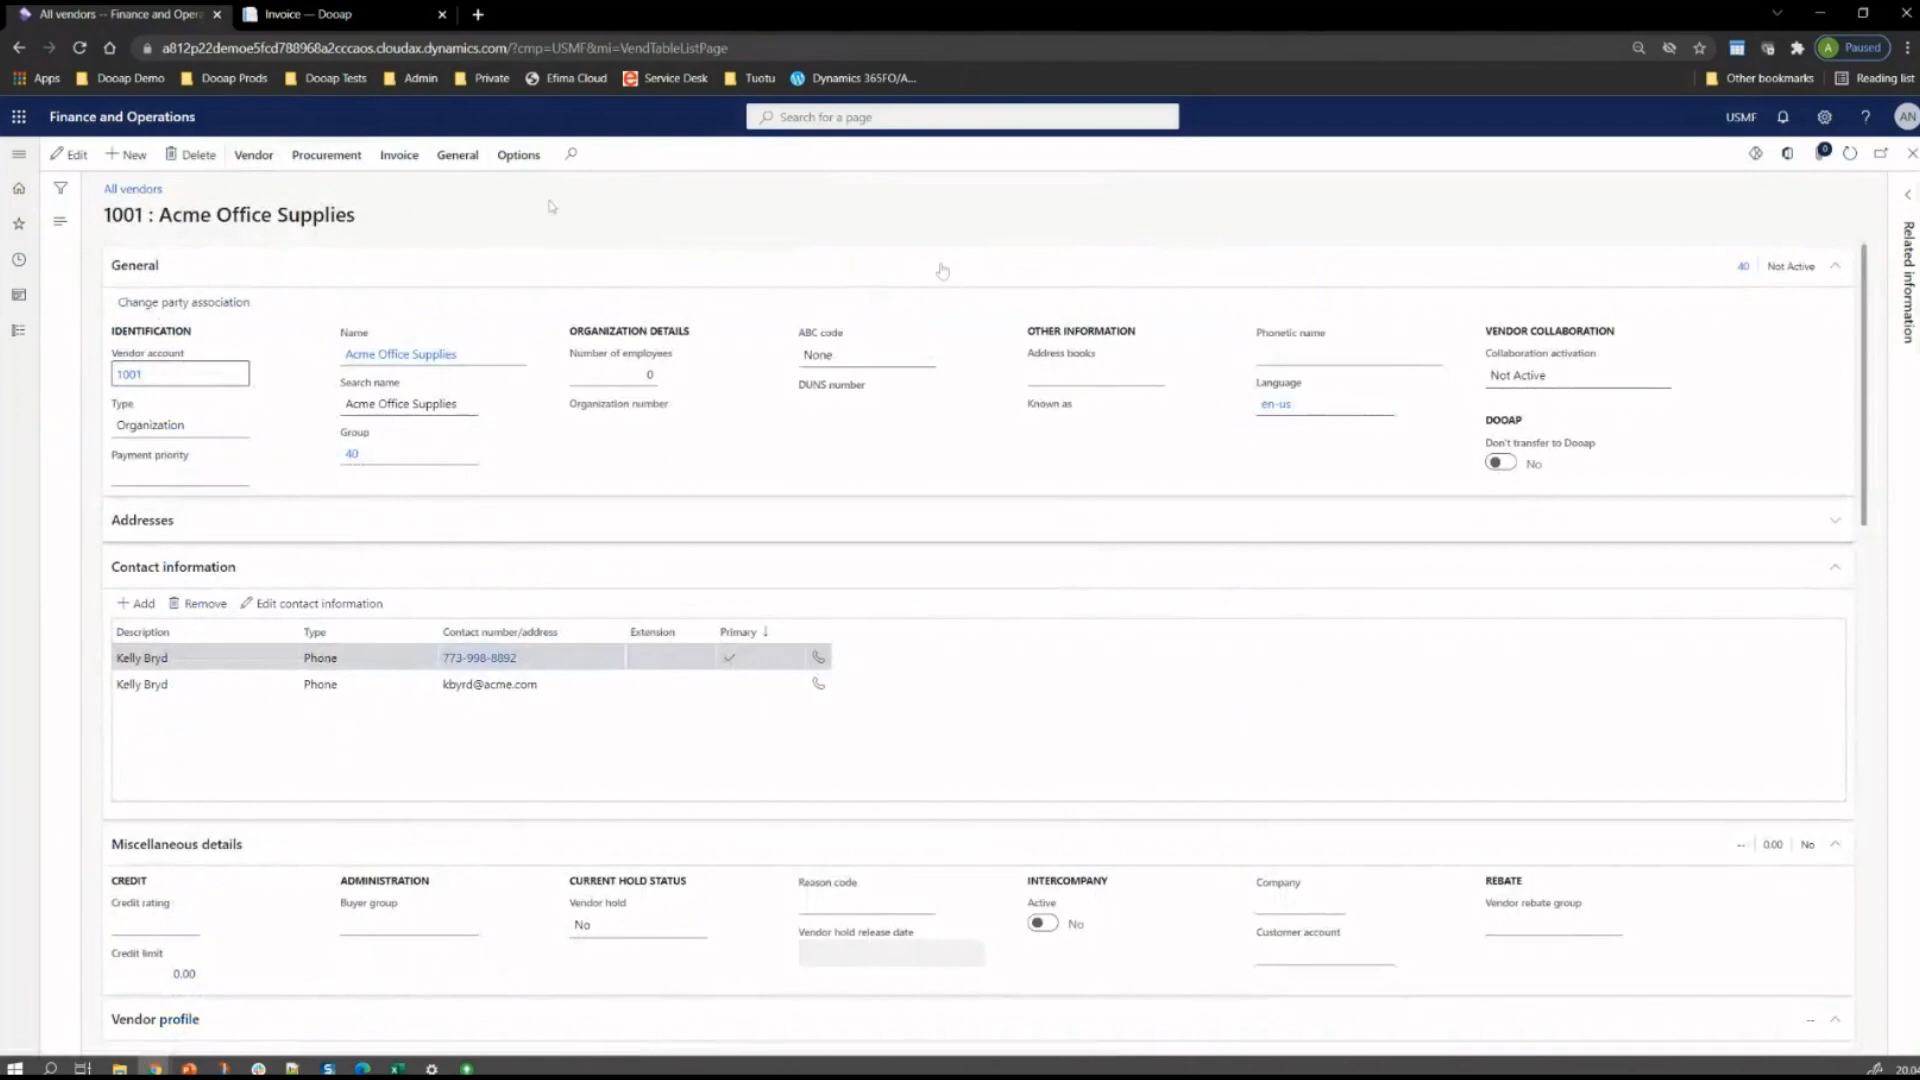 All vendors -- Finance and Oper
Invoice — Dooap
a812p22demoe5fcd788968a2cccaos.cloudax.dynamics.com/?cmp=USMF&mi=VendTableListPage
A Paused
Apps Dooap Demo Dooap Prods Dooap Tests Admin Private Efima Cloud Service Desk Tuotu Dynamics 365FO/A... Other bookmarks Reading list
Finance and Operations Search for a page USMF ? AN
Edit New Delete Vendor Procurement Invoice General Options 0
All vendors
1001 : Acme Office Supplies
Related information
General 40 Not Active
Change party association
IDENTIFICATION
Vendor account
1001
Type
Organization
Payment priority
Name
Acme Office Supplies
Search name
Acme Office Supplies
Group
40
ORGANIZATION DETAILS
Number of employees
0
Organization number
ABC code
None
DUNS number
OTHER INFORMATION
Address books
Known as
Phonetic name
Language
en-us
VENDOR COLLABORATION
Collaboration activation
Not Active
DOOAP
Don't transfer to Dooap
No
Addresses
Contact information
Add Remove Edit contact information
Description Type Contact number/address Extension Primary
Kelly Bryd Phone 773-998-8892
Kelly Bryd Phone kbyrd@acme.com
Miscellaneous details -- 0.00 No
CREDIT
Credit rating
Credit limit
0.00
ADMINISTRATION
Buyer group
CURRENT HOLD STATUS
Vendor hold
No
Reason code
Vendor hold release date
INTERCOMPANY
Active
No
Company
Customer account
REBATE
Vendor rebate group
Vendor profile --
20.04